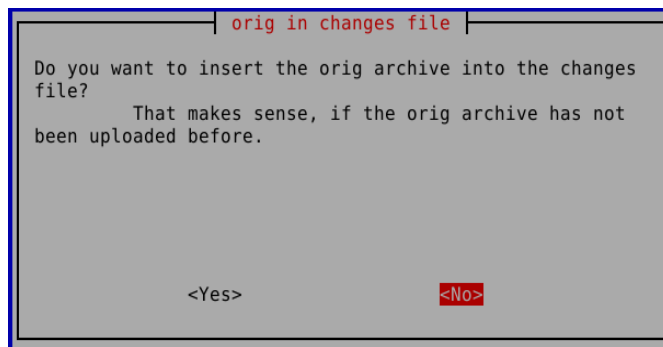 orig in changes file
Do you want to insert the orig archive into the changes
file?
That makes sense, if the orig archive has not
been uploaded before.
<Yes> <No>